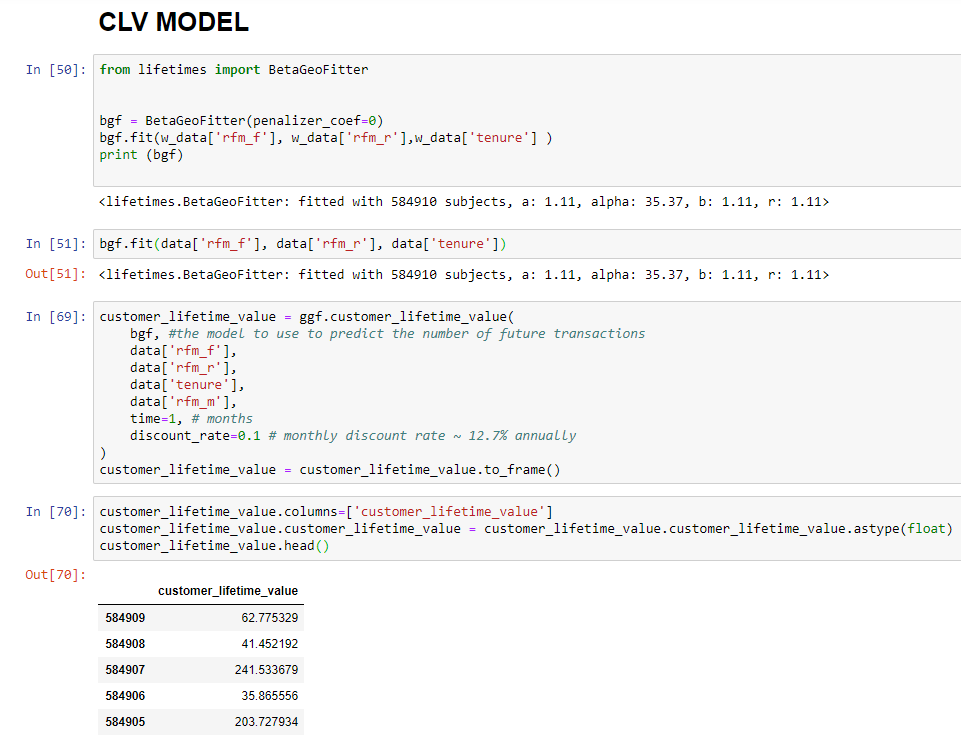 CLV MODEL
In [50]: from lifetimes import BetaGeoFitter
bgf = BetaGeoFitter(penalizer_coef=0)
bgf.fit(w_data['rfm_f'], w_data['rfm_r'],w_data['tenure'] )
print (bgf)
<lifetimes.BetaGeoFitter: fitted with 584910 subjects, a: 1.11, alpha: 35.37, b: 1.11, r: 1.11>
In [51]: bgf.fit(data['rfm_f'], data['rfm_r'], data['tenure'])
Out[51]: <lifetimes.BetaGeoFitter: fitted with 584910 subjects, a: 1.11, alpha: 35.37, b: 1.11, r: 1.11>
In [69]: customer_lifetime_value = ggf.customer_lifetime_value(
bgf, #the model to use to predict the number of future transactions
data['rfm_f'],
data['rfm_r'],
data['tenure'],
data['rfm_m'],
time=1, # months
discount_rate=0.1 # monthly discount rate ~ 12.7% annually
)
customer_lifetime_value = customer_lifetime_value.to_frame()
In [70]: customer_lifetime_value.columns=['customer_lifetime_value']
customer_lifetime_value.customer_lifetime_value = customer_lifetime_value.customer_lifetime_value.astype(float)
customer_lifetime_value.head()
Out[70]:
customer_lifetime_value
584909 62.775329
584908 41.452192
584907 241.533679
584906 35.865556
584905 203.727934